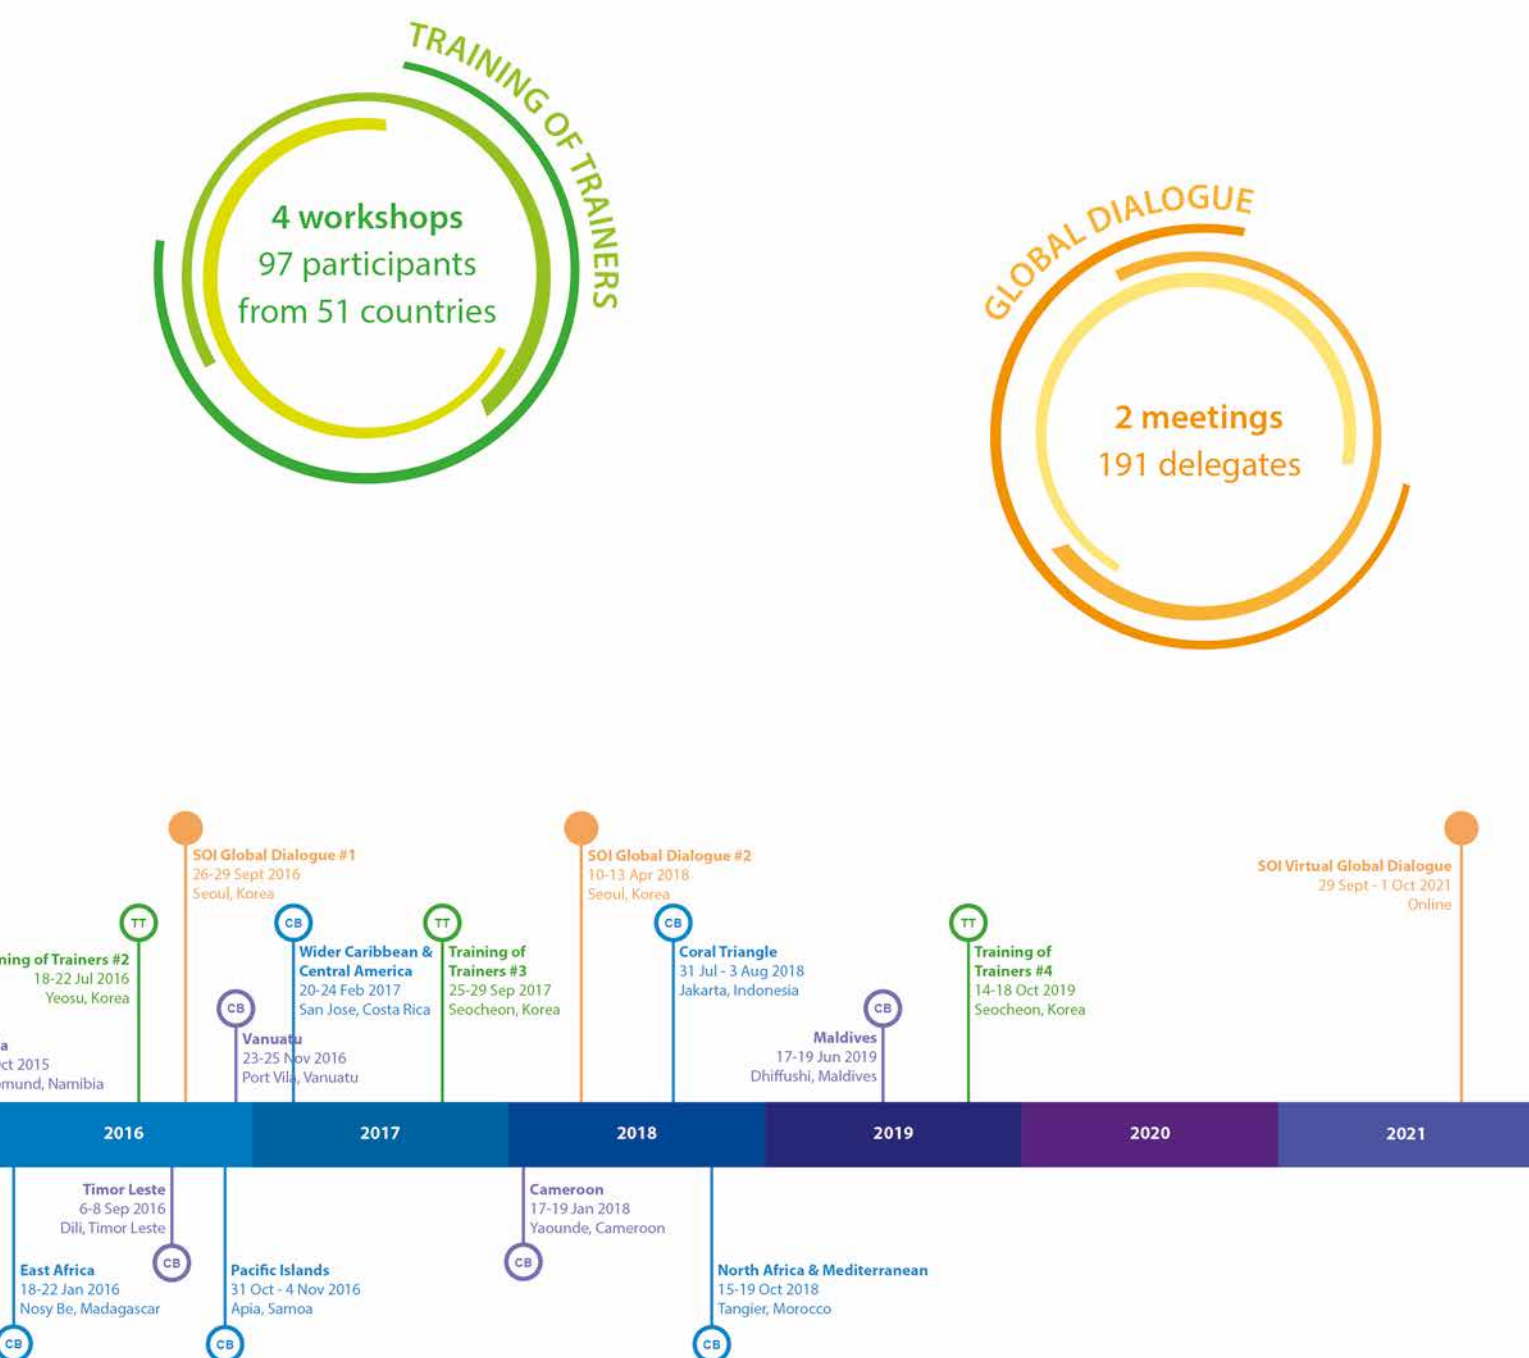 TRAINING OF TRAINERS
4 workshops
97 participants
from 51 countries
GLOBAL DIALOGUE
2 meetings
191 delegates
SOI Global Dialogue #1
26-29 Sept 2016
Seoul, Korea
SOI Global Dialogue #2
10-13 Apr 2018
Seoul, Korea
SOI Virtual Global Dialogue
29 Sept - 1 Oct 2021
Online
TT
ning of Trainers #2
18-22 Jul 2016
Yeosu, Korea
CB
Wider Caribbean &
Central America
20-24 Feb 2017
San Jose, Costa Rica
TT
Training of
Trainers #3
25-29 Sep 2017
Seocheon, Korea
CB
Coral Triangle
31 Jul - 3 Aug 2018
Jakarta, Indonesia
TT
Training of
Trainers #4
14-18 Oct 2019
Seocheon, Korea
a
ct 2015
mund, Namibia
CB
Vanuatu
23-25 Nov 2016
Port Vila, Vanuatu
CB
Maldives
17-19 Jun 2019
Dhiffushi, Maldives
2016
2017
2018
2019
2020
2021
Timor Leste
6-8 Sep 2016
Dili, Timor Leste
CB
Cameroon
17-19 Jan 2018
Yaounde, Cameroon
CB
East Africa
18-22 Jan 2016
Nosy Be, Madagascar
CB
Pacific Islands
31 Oct - 4 Nov 2016
Apia, Samoa
CB
North Africa & Mediterranean
15-19 Oct 2018
Tangier, Morocco
CB